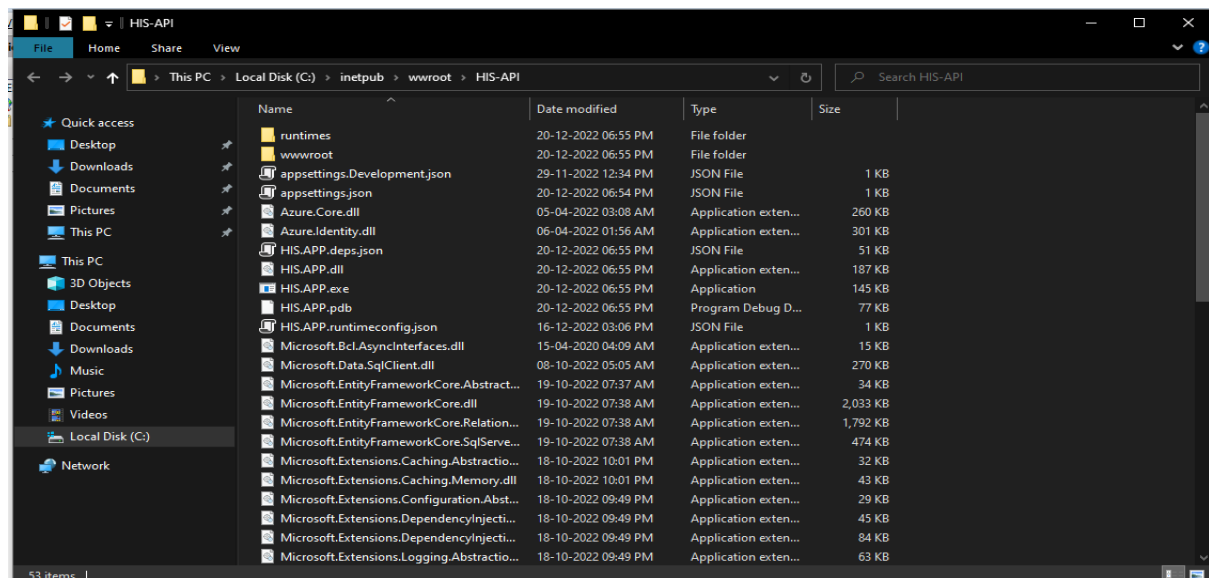 HIS-API
File Home Share View
This PC > Local Disk (C:) > inetpub > wwroot > HIS-API
Search HIS-API
Name Date modified Type Size
Quick access
Desktop
Downloads
Documents
Pictures
This PC
This PC
3D Objects
Desktop
Documents
Downloads
Music
Pictures
Videos
Local Disk (C:)
Network
runtimes 20-12-2022 06:55 PM File folder
wwwroot 20-12-2022 06:55 PM File folder
appsettings.Development.json 29-11-2022 12:34 PM JSON File 1 KB
appsettings.json 20-12-2022 06:54 PM JSON File 1 KB
Azure.Core.dll 05-04-2022 03:08 AM Application exten... 260 KB
Azure.Identity.dll 06-04-2022 01:56 AM Application exten... 301 KB
HIS.APP.deps.json 20-12-2022 06:55 PM JSON File 51 KB
HIS.APP.dll 20-12-2022 06:55 PM Application exten... 187 KB
HIS.APP.exe 20-12-2022 06:55 PM Application 145 KB
HIS.APP.pdb 20-12-2022 06:55 PM Program Debug D... 77 KB
HIS.APP.runtimeconfig.json 16-12-2022 03:06 PM JSON File 1 KB
Microsoft.Bcl.AsyncInterfaces.dll 15-04-2020 04:09 AM Application exten... 15 KB
Microsoft.Data.SqlClient.dll 08-10-2022 05:05 AM Application exten... 270 KB
Microsoft.EntityFrameworkCore.Abstract... 19-10-2022 07:37 AM Application exten... 34 KB
Microsoft.EntityFrameworkCore.dll 19-10-2022 07:38 AM Application exten... 2,033 KB
Microsoft.EntityFrameworkCore.Relation... 19-10-2022 07:38 AM Application exten... 1,792 KB
Microsoft.EntityFrameworkCore.SqlServe... 19-10-2022 07:38 AM Application exten... 474 KB
Microsoft.Extensions.Caching.Abstractio... 18-10-2022 10:01 PM Application exten... 32 KB
Microsoft.Extensions.Caching.Memory.dll 18-10-2022 10:01 PM Application exten... 43 KB
Microsoft.Extensions.Configuration.Abst... 18-10-2022 09:49 PM Application exten... 29 KB
Microsoft.Extensions.DependencyInjecti... 18-10-2022 09:49 PM Application exten... 45 KB
Microsoft.Extensions.DependencyInjecti... 18-10-2022 09:49 PM Application exten... 84 KB
Microsoft.Extensions.Logging.Abstractio... 18-10-2022 09:49 PM Application exten... 63 KB
53 items